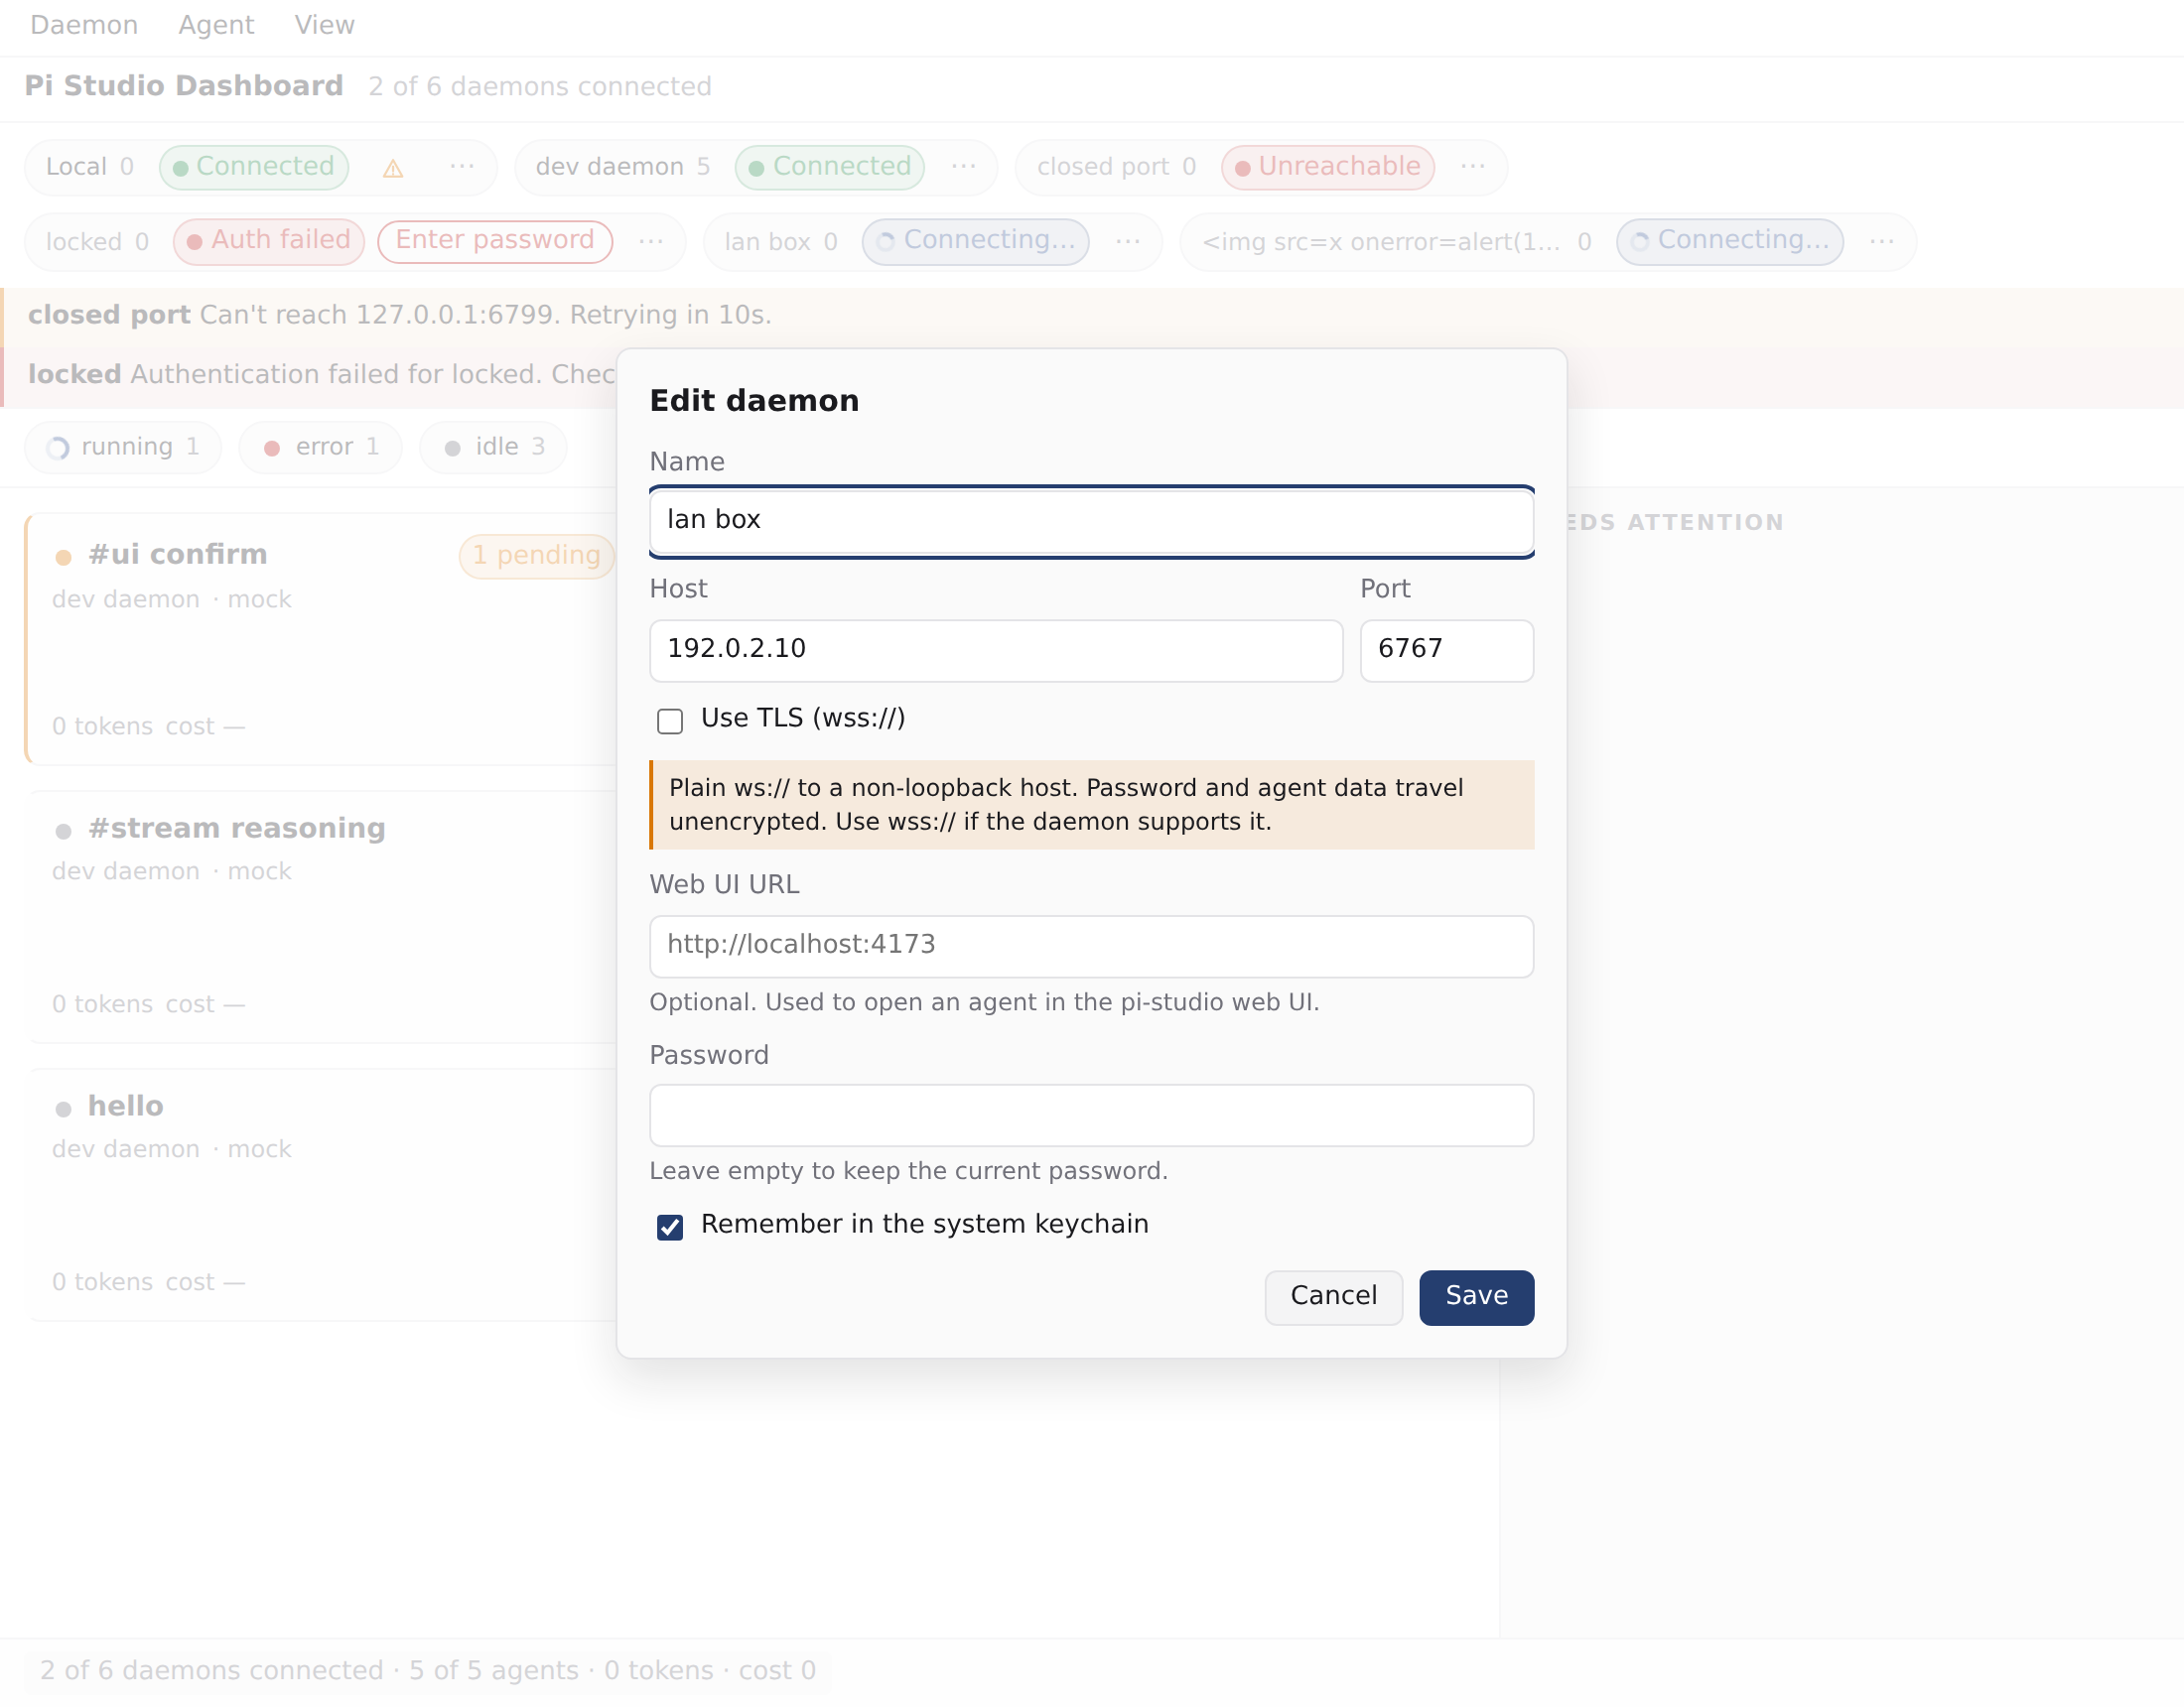 Daemon Agent View
Pi Studio Dashboard 2 of 6 daemons connected
Local 0 Connected ··· dev daemon 5 Connected ··· closed port 0 Unreachable ···
locked 0 Auth failed Enter password ··· lan box 0 Connecting… ··· <img src=x onerror=alert(1… 0 Connecting… ···
closed port Can't reach 127.0.0.1:6799. Retrying in 10s.
locked Authentication failed for locked. Chec
running 1 error 1 idle 3
#ui confirm 1 pending
dev daemon · mock
0 tokens cost —
#stream reasoning
dev daemon · mock
0 tokens cost —
hello
dev daemon · mock
0 tokens cost —
EDS ATTENTION
Edit daemon
Name
lan box
Host Port
192.0.2.10 6767
Use TLS (wss://)
Plain ws:// to a non-loopback host. Password and agent data travel
unencrypted. Use wss:// if the daemon supports it.
Web UI URL
http://localhost:4173
Optional. Used to open an agent in the pi-studio web UI.
Password
Leave empty to keep the current password.
Remember in the system keychain
Cancel Save
2 of 6 daemons connected · 5 of 5 agents · 0 tokens · cost 0